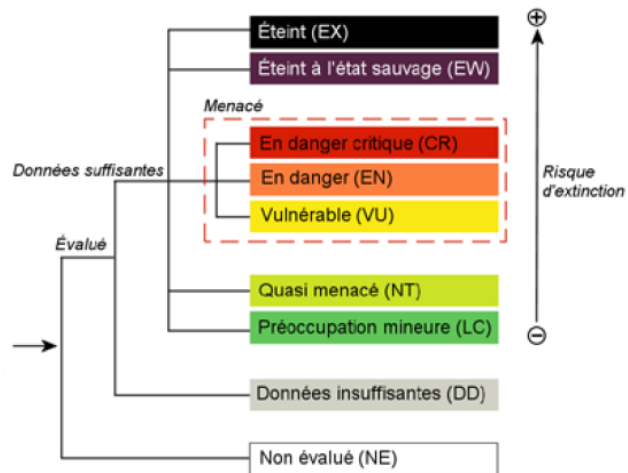 Éteint (EX)
Éteint à l'état sauvage (EW)
Menacé
En danger critique (CR)
Données suffisantes
En danger (EN)
Risque
d'extinction
Vulnérable (VU)
Évalué
Quasi menacé (NT)
Préoccupation mineure (LC)
Données insuffisantes (DD)
Non évalué (NE)